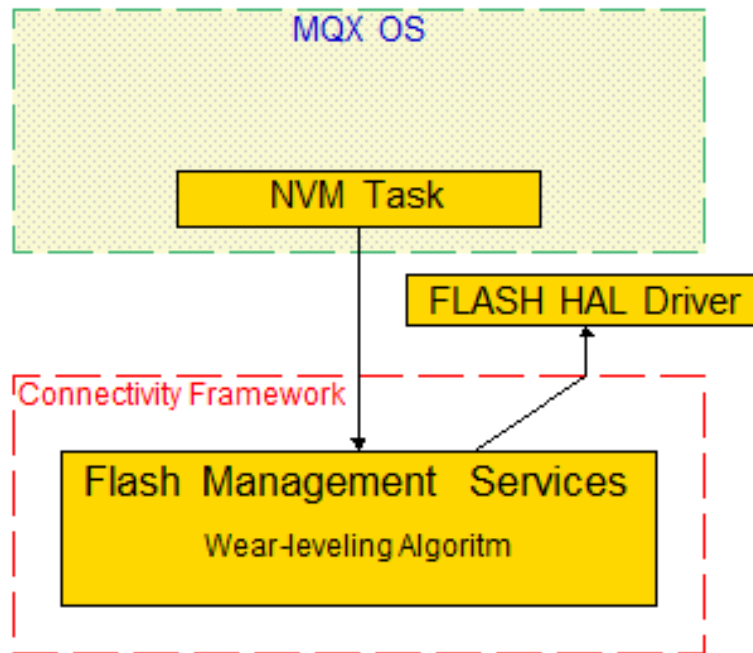 MQX OS
NVM Task
FLASH HAL Driver
Connectivity Framework
Flash Management Services
Wear-leveling Algoritm